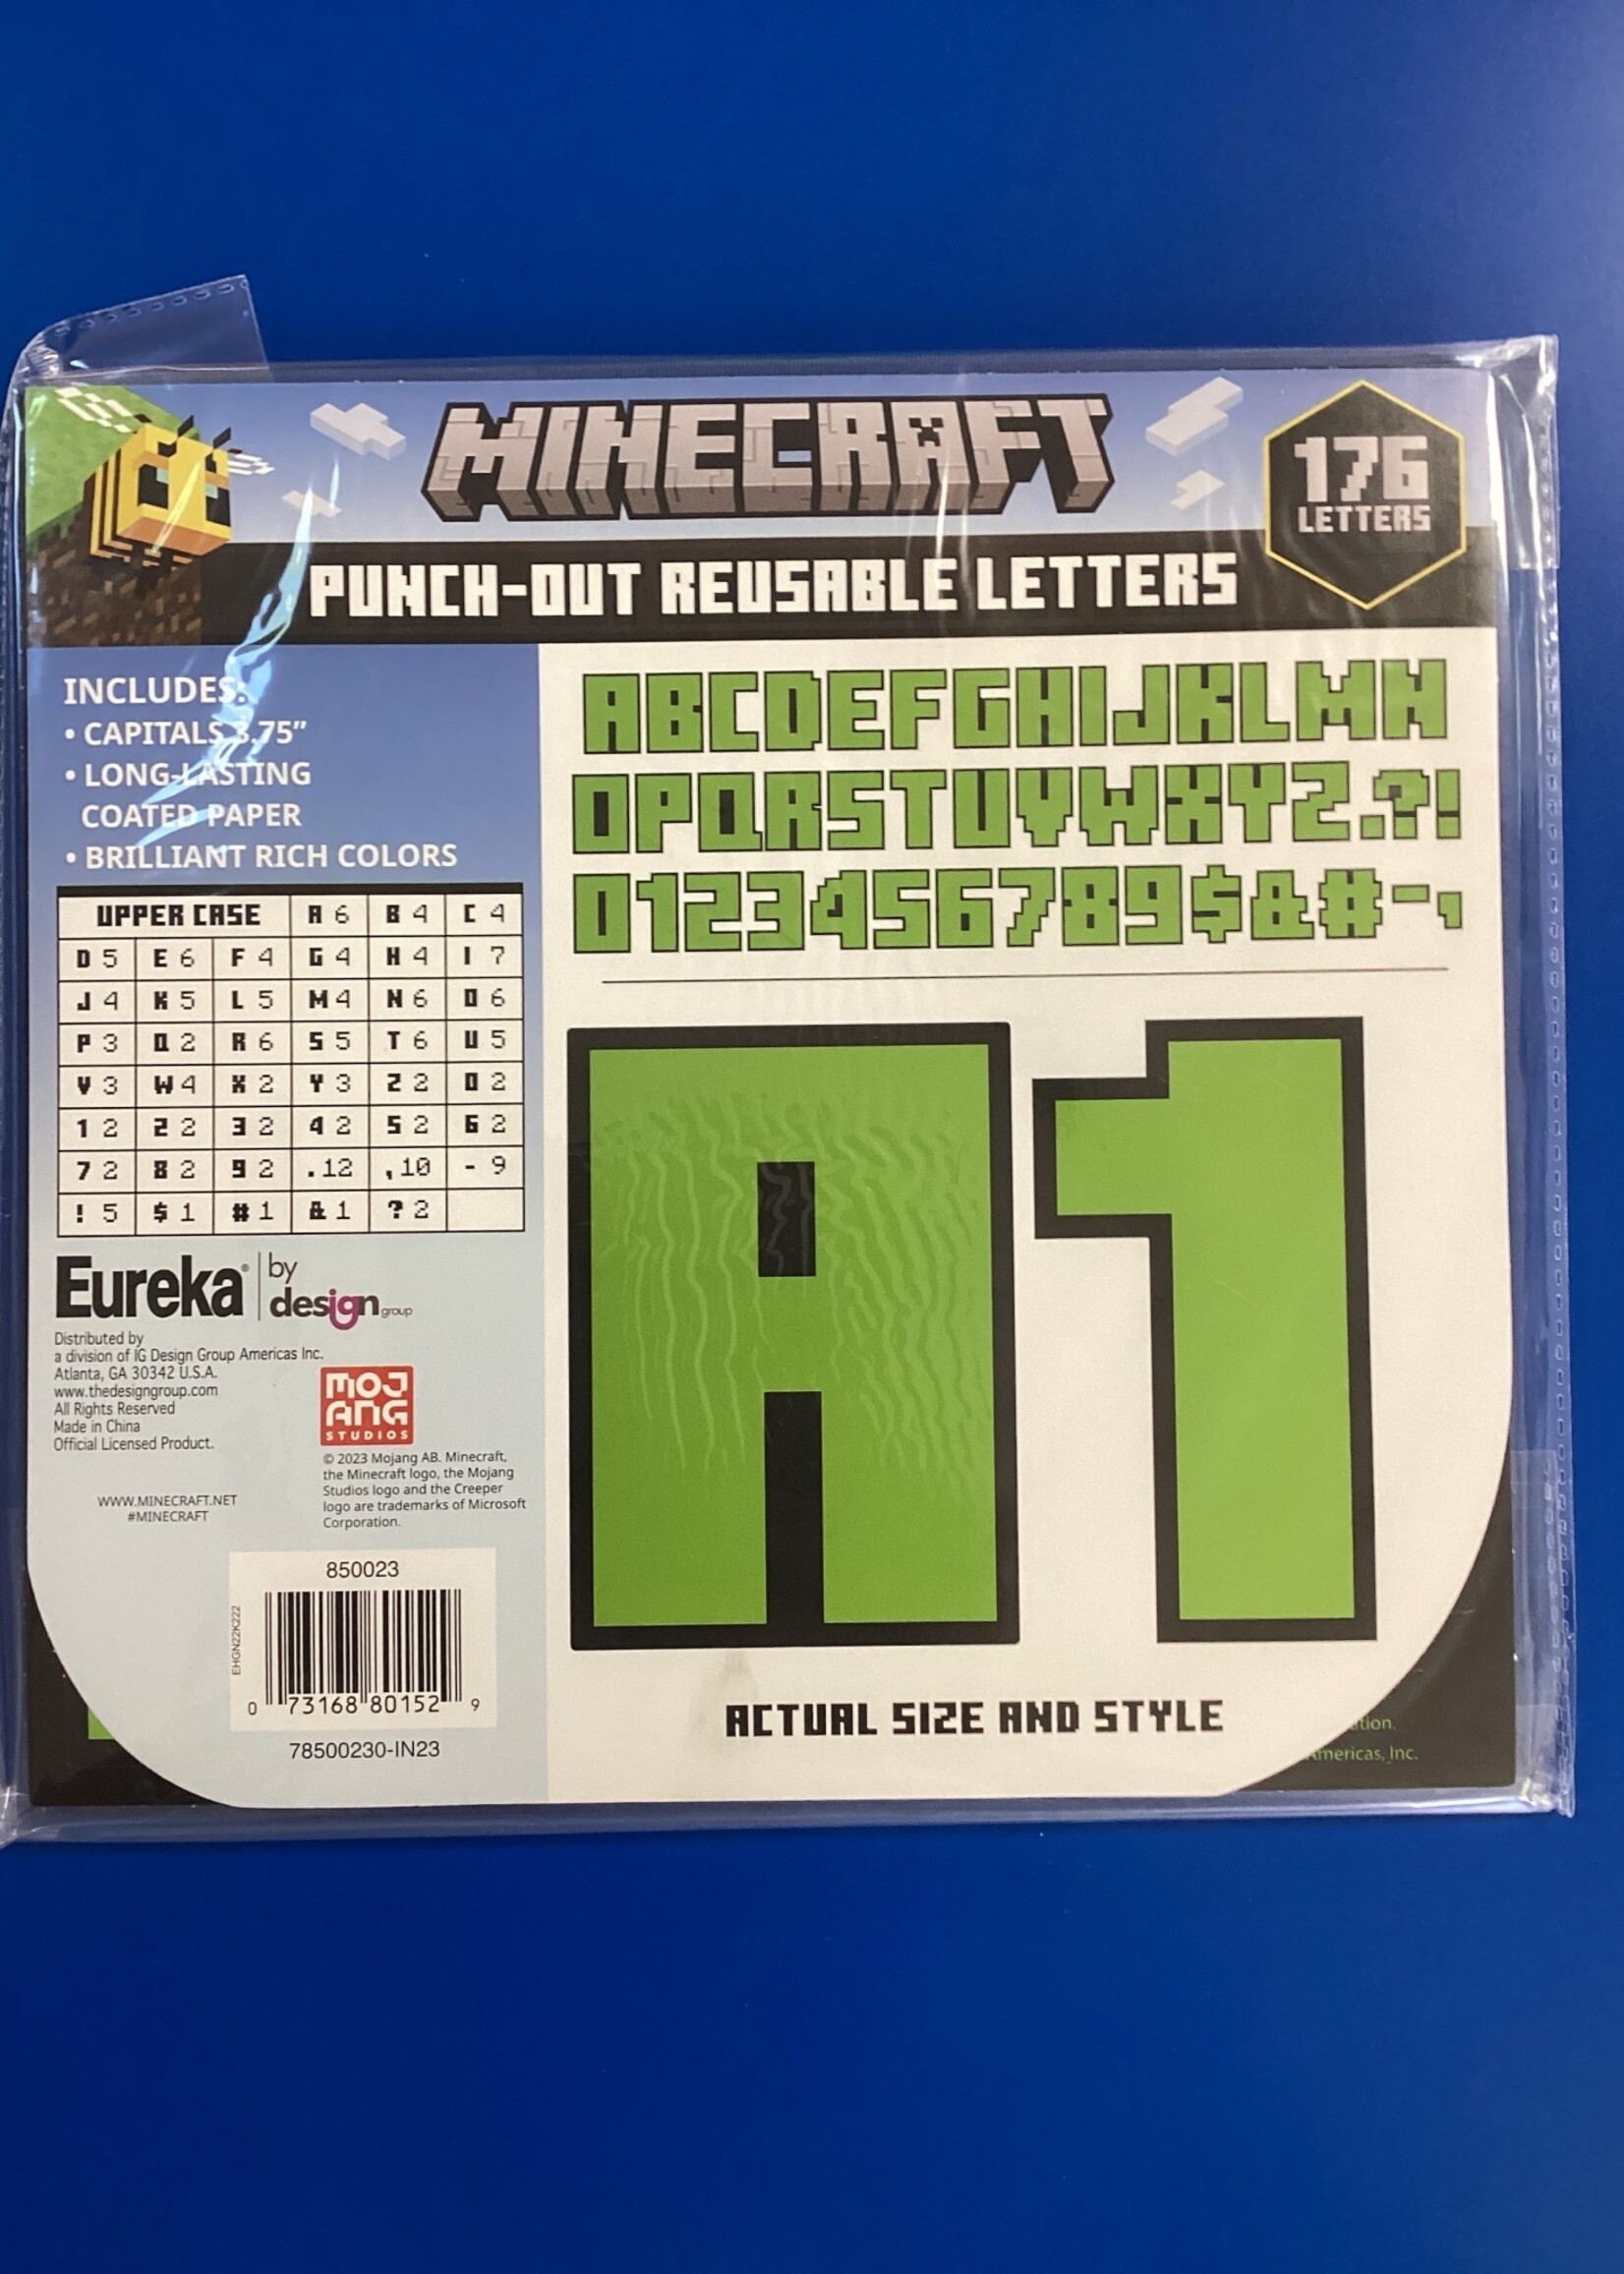 MINECRAFT
176
LETTERS
PUNCH-OUT REUSABLE LETTERS
INCLUDES:
• CAPITALS 3.75"
• LONG-LASTING
COATED PAPER
• BRILLIANT RICH COLORS
UPPER CASE A 6 B 4 C 4
D 5 E 6 F 4 G 4 H 4 I 7
J 4 K 5 L 5 M 4 N 6 O 6
P 3 Q 2 R 6 S 5 T 6 U 5
V 3 W 4 X 2 Y 3 Z 2 0 2
1 2 2 2 3 2 4 2 5 2 6 2
7 2 8 2 9 2 . 12 , 10 - 9
! 5 $ 1 # 1 & 1 ? 2
Eureka® by
design group
Distributed by
a division of IG Design Group Americas Inc.
Atlanta, GA 30342 U.S.A.
www.thedesigngroup.com
All Rights Reserved
Made in China
Official Licensed Product.
MOJ
ANG
STUDIOS
© 2023 Mojang AB. Minecraft,
the Minecraft logo, the Mojang
Studios logo and the Creeper
logo are trademarks of Microsoft
Corporation.
WWW.MINECRAFT.NET
#MINECRAFT
850023
EHGN22K222
0 73168 80152 9
78500230-IN23
ABCDEFGHIJKLMN
OPQRSTUVWXYZ.?!
0123456789$&#-,
A1
ACTUAL SIZE AND STYLE
Americas, Inc.